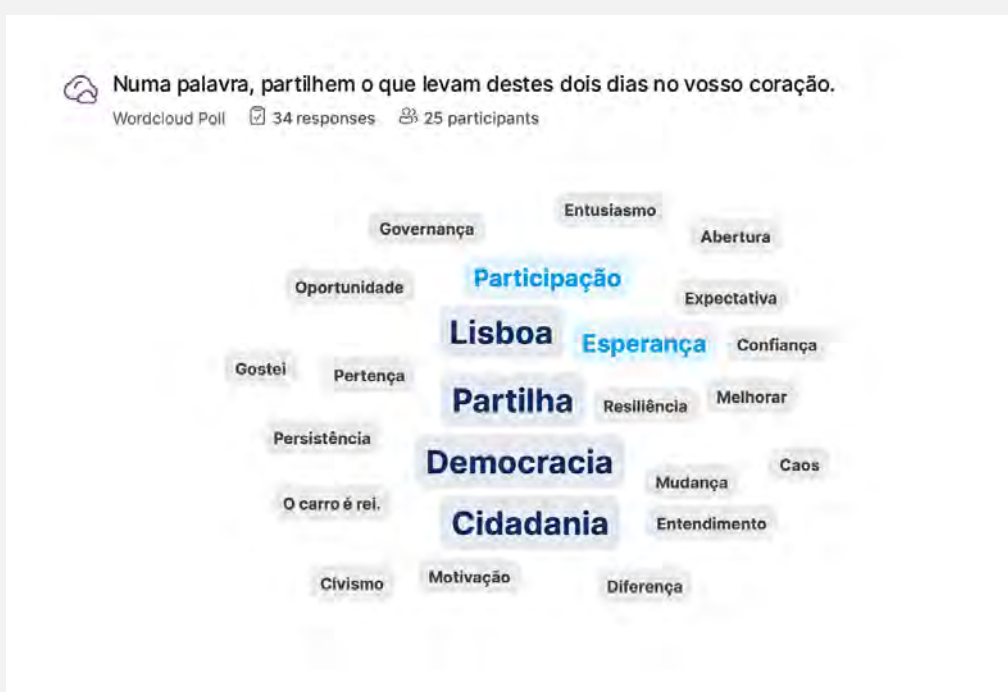 Numa palavra, partilhem o que levam destes dois dias no vosso coração.
Wordcloud Poll 34 responses 25 participants
Entusiasmo
Governança
Abertura
Participação
Oportunidade
Expectativa
Lisboa
Esperança
Confiança
Gostei
Pertença
Partilha
Resiliência
Melhorar
Persistência
Democracia
Caos
Mudança
O carro é rei.
Cidadania
Entendimento
Civismo
Motivação
Diferença